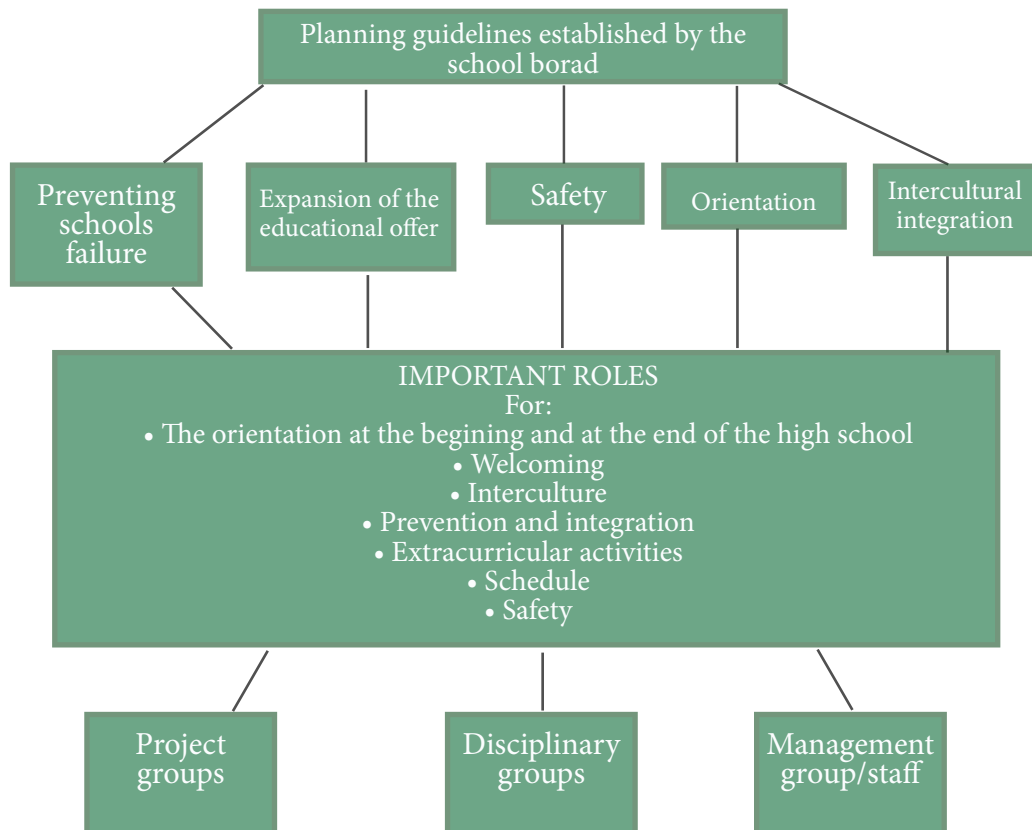 Planning guidelines established by the
school borad
Preventing
schools
failure
Expansion of the
educational offer
Safety
Orientation
Intercultural
integration
IMPORTANT ROLES
For:
• The orientation at the begining and at the end of the high school
• Welcoming
• Interculture
• Prevention and integration
• Extracurricular activities
• Schedule
• Safety
Project
groups
Disciplinary
groups
Management
group/staff